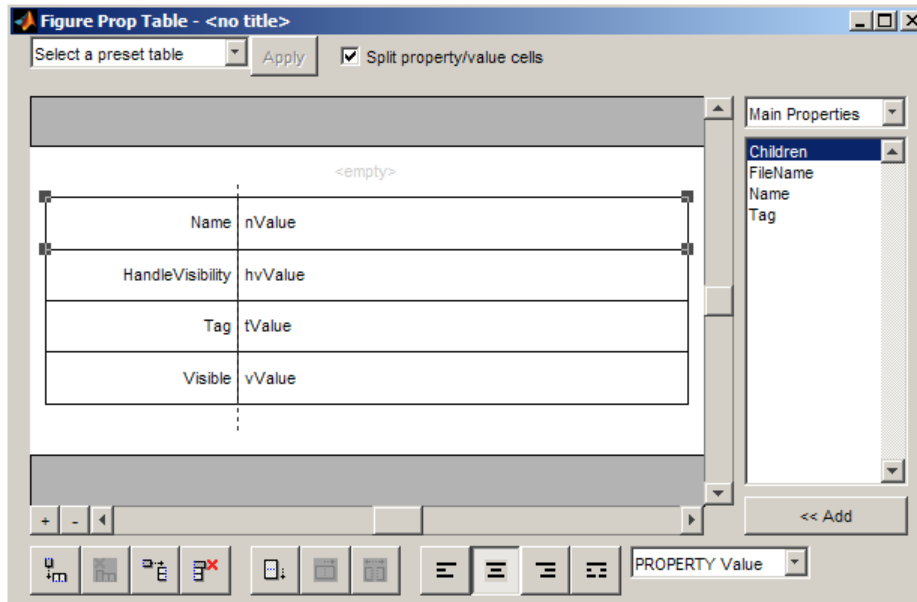 Figure Prop Table - <no title>
Select a preset table
Apply
Split property/value cells
Main Properties
Children
FileName
Name
Tag
<empty>
Name nValue
HandleVisibility hvValue
Tag tValue
Visible vValue
+ -
<< Add
PROPERTY Value